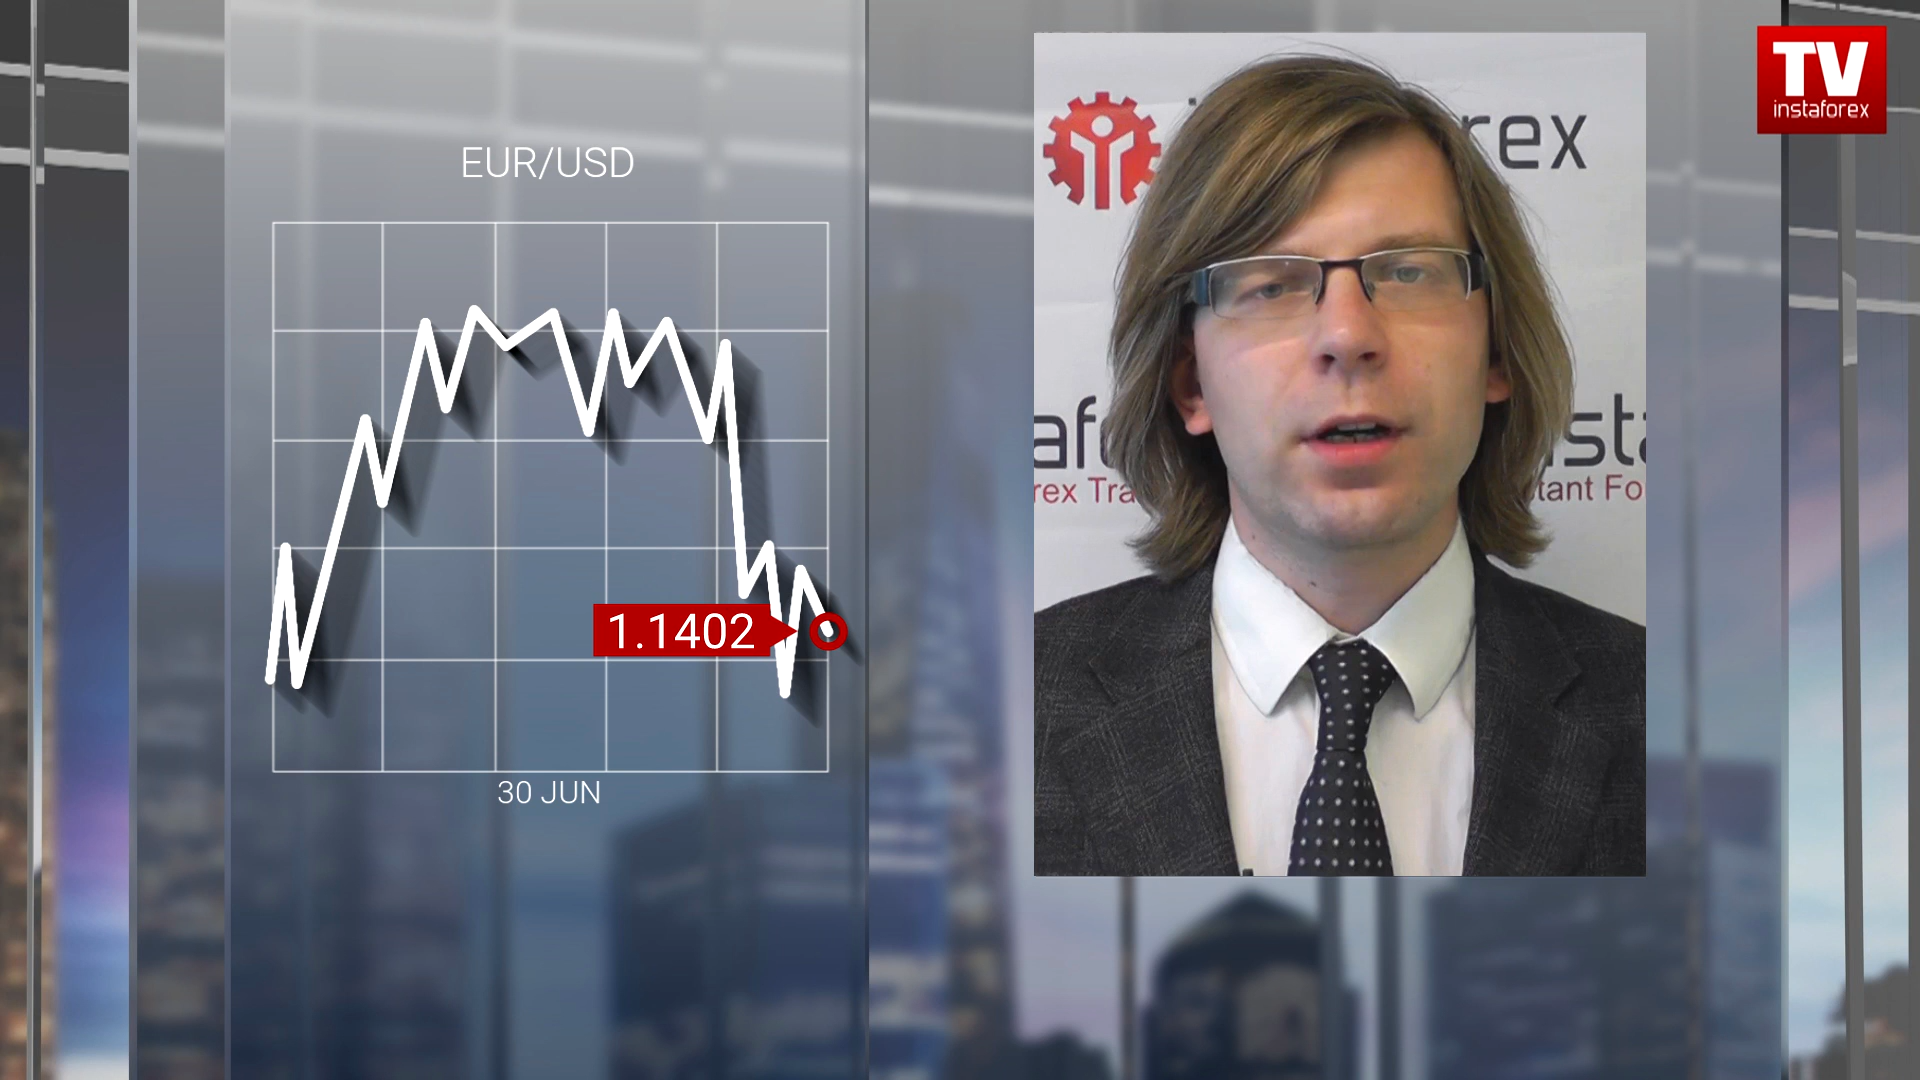 EUR/USD
1.1402
30 JUN
TV
instaforex
rex
af
rex Tra
sta
tant Fo